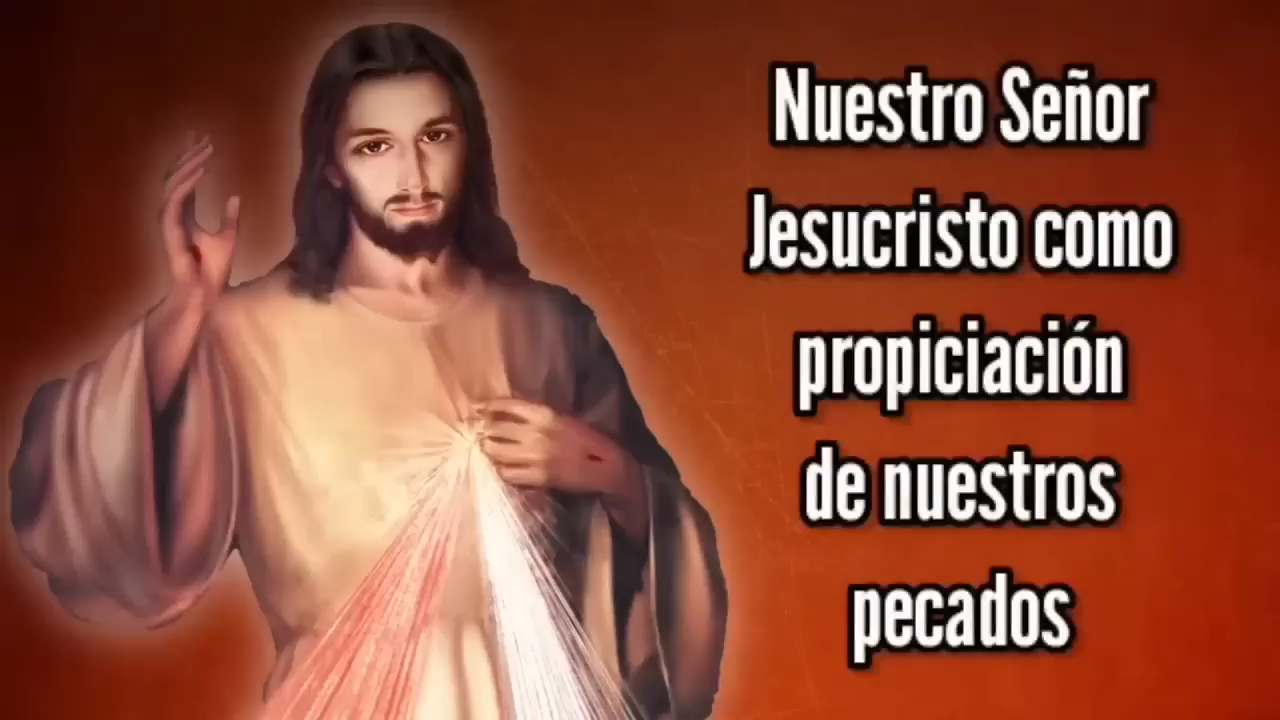 Nuestro Señor
Jesucristo como
propiciación
de nuestros
pecados